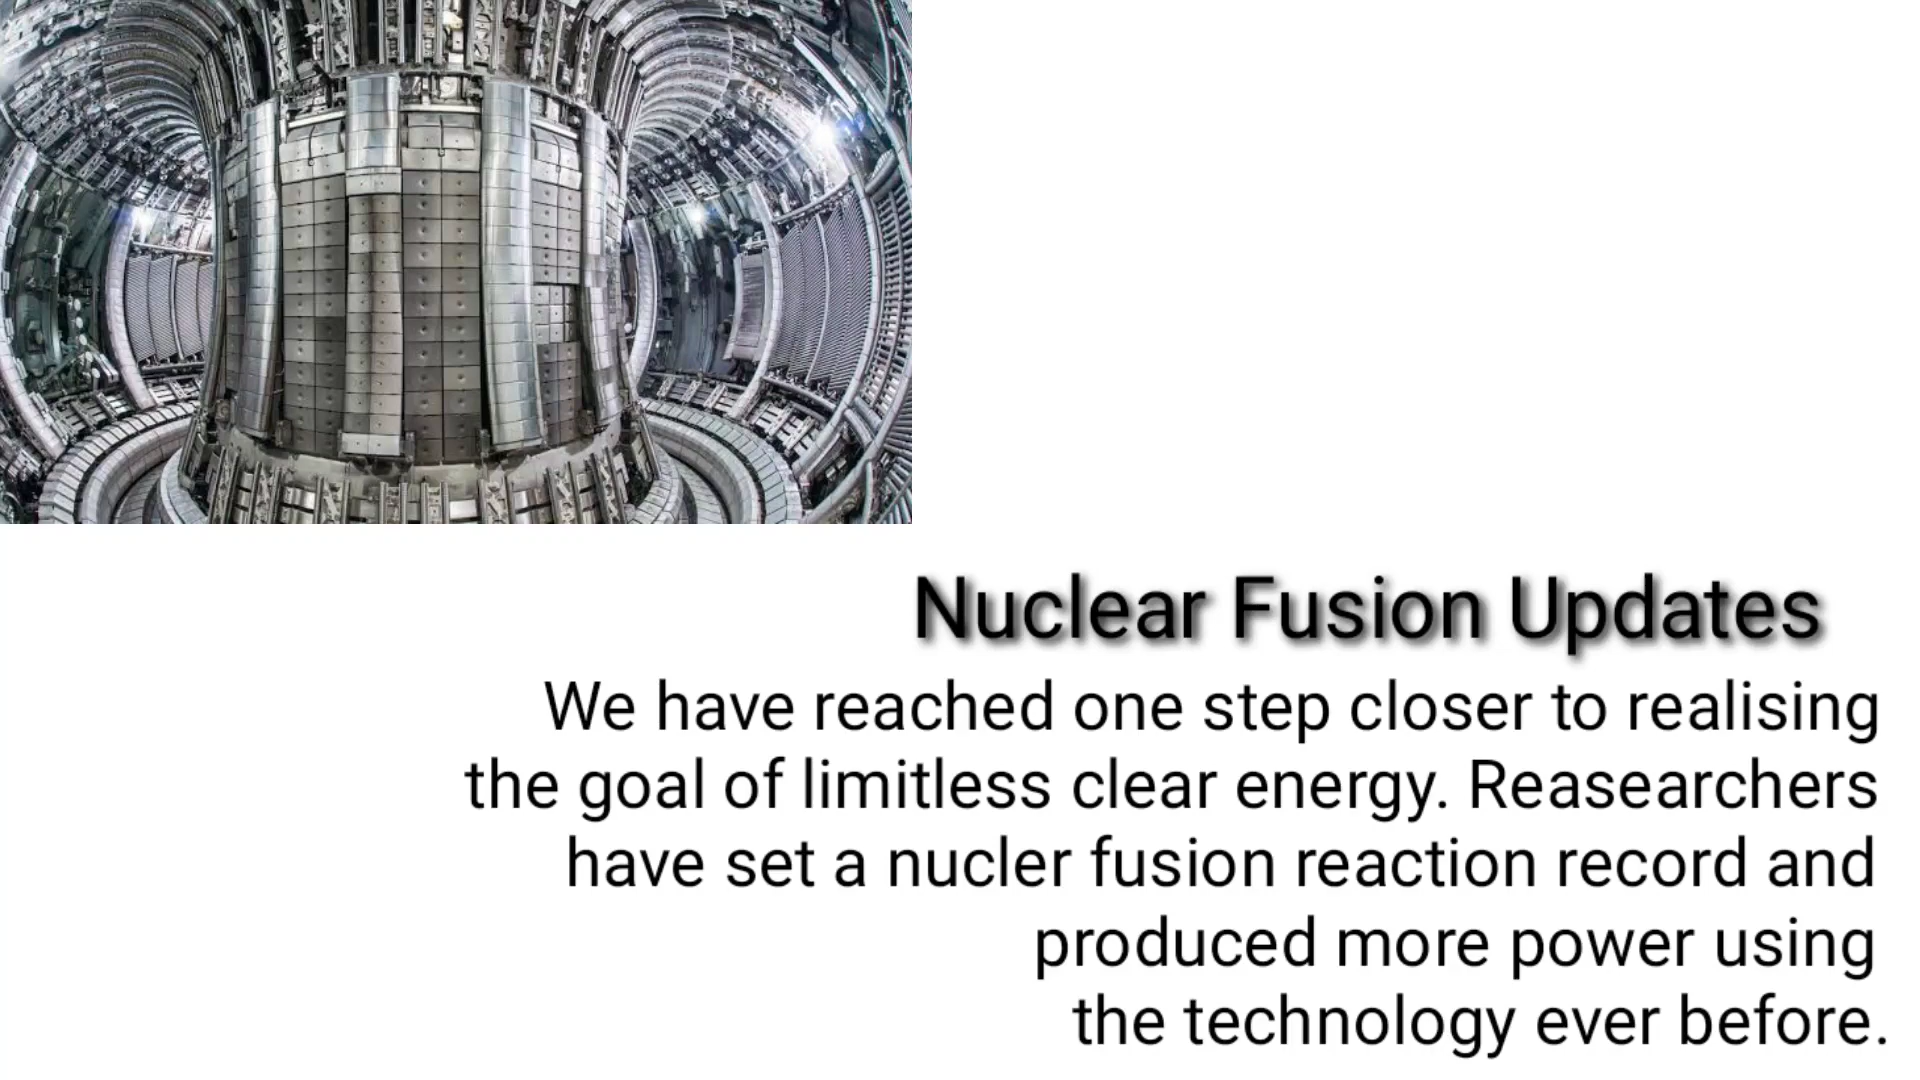 Nuclear Fusion Updates
We have reached one step closer to realising
the goal of limitless clear energy. Reasearchers
have set a nucler fusion reaction record and
produced more power using
the technology ever before.